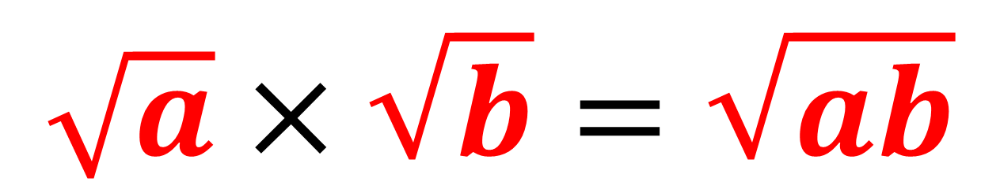 √a × √b = √ab